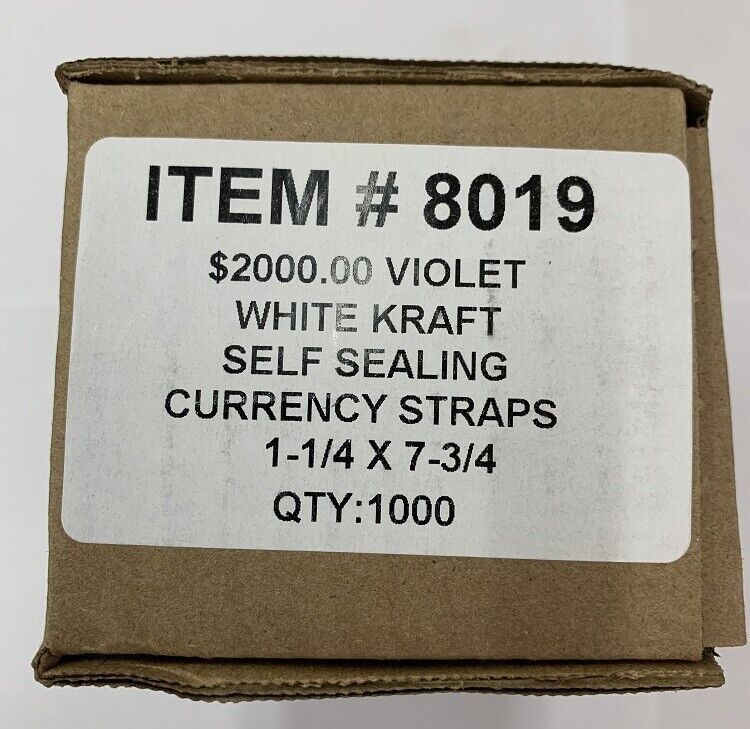 ITEM # 8019
$2000.00 VIOLET
WHITE KRAFT
SELF SEALING
CURRENCY STRAPS
1-1/4 X 7-3/4
QTY:1000